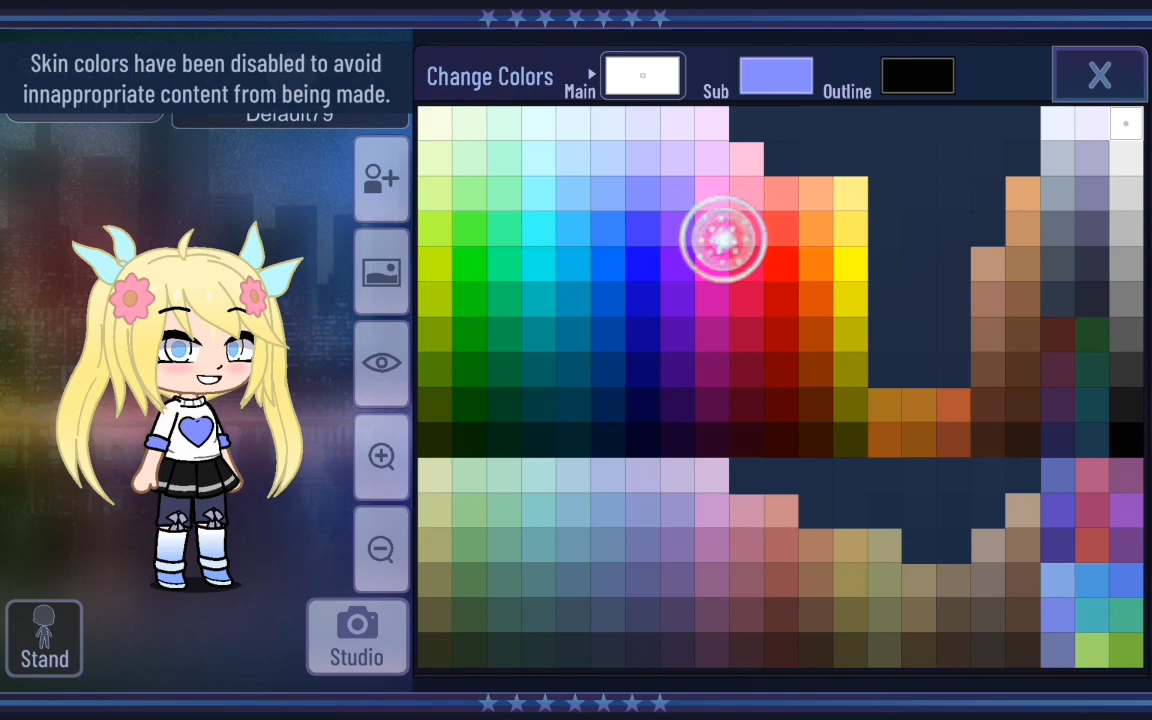 Skin colors have been disabled to avoid
innappropriate content from being made.
Default79
Change Colors
Main
Sub
Outline
X
Stand
Studio